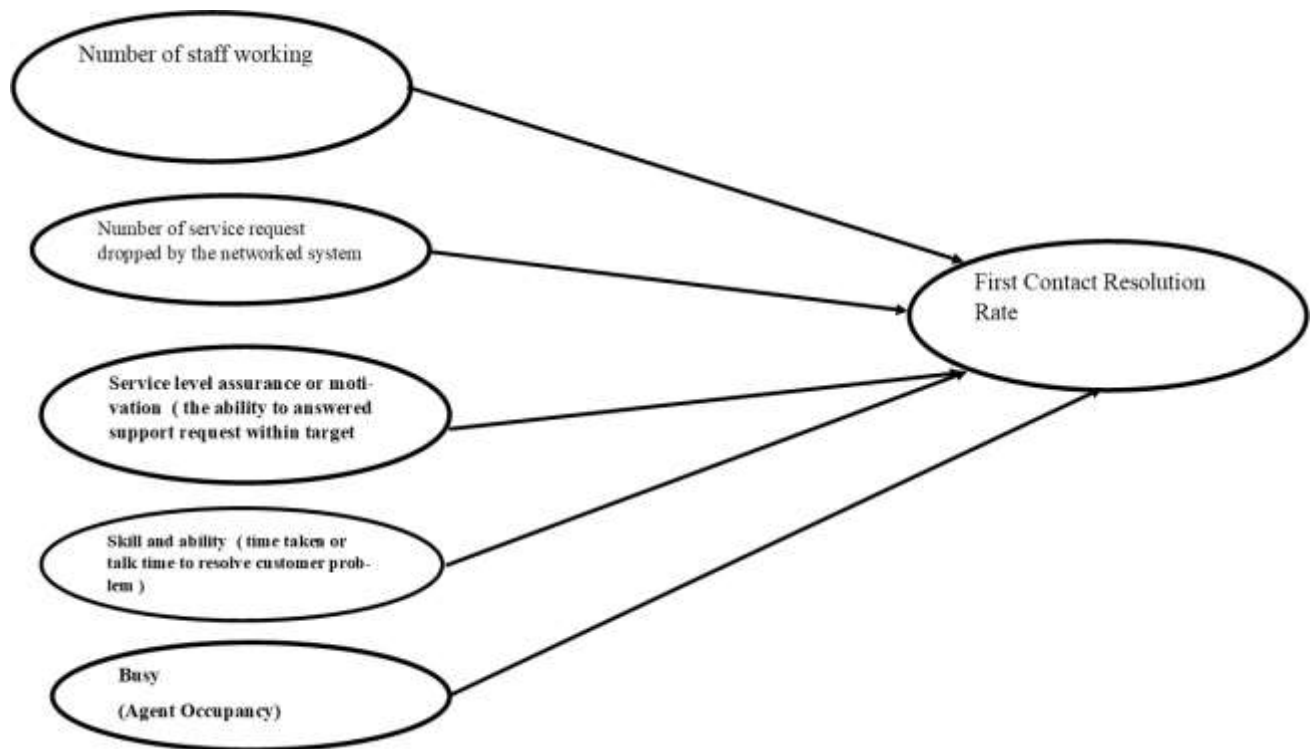 Number of staff working
Number of service request
dropped by the networked system
First Contact Resolution
Rate
Service level assurance or moti-
vation ( the ability to answered
support request within target
Skill and ability ( time taken or
talk time to resolve customer prob-
lem )
Busy
(Agent Occupancy)